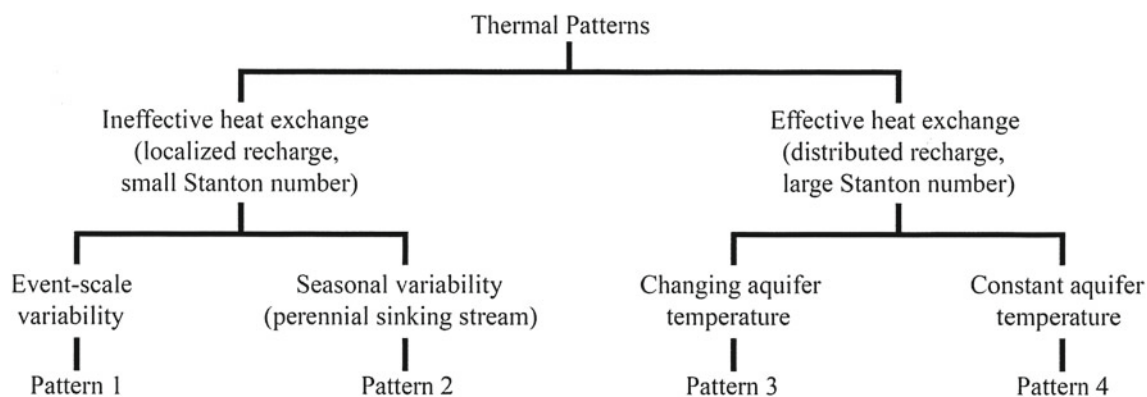 Thermal Patterns
Ineffective heat exchange
(localized recharge,
small Stanton number)
Effective heat exchange
(distributed recharge,
large Stanton number)
Event-scale
variability
Seasonal variability
(perennial sinking stream)
Changing aquifer
temperature
Constant aquifer
temperature
Pattern 1
Pattern 2
Pattern 3
Pattern 4